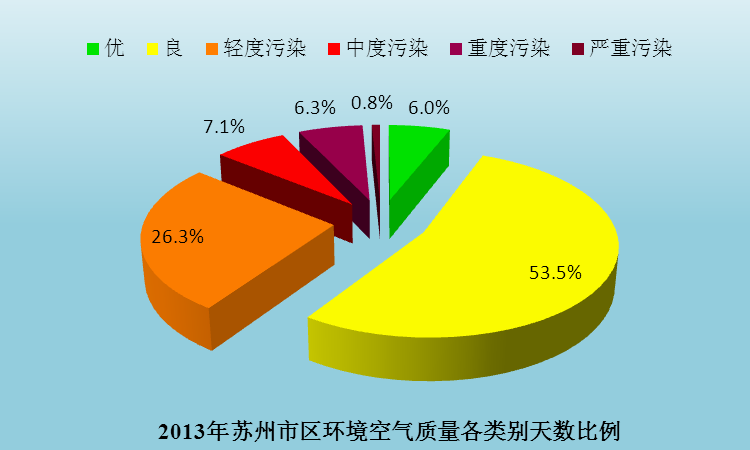 优 良 轻度污染 中度污染 重度污染 严重污染
6.3% 0.8% 6.0%
7.1%
26.3%
53.5%
2013年苏州市区环境空气质量各类别天数比例